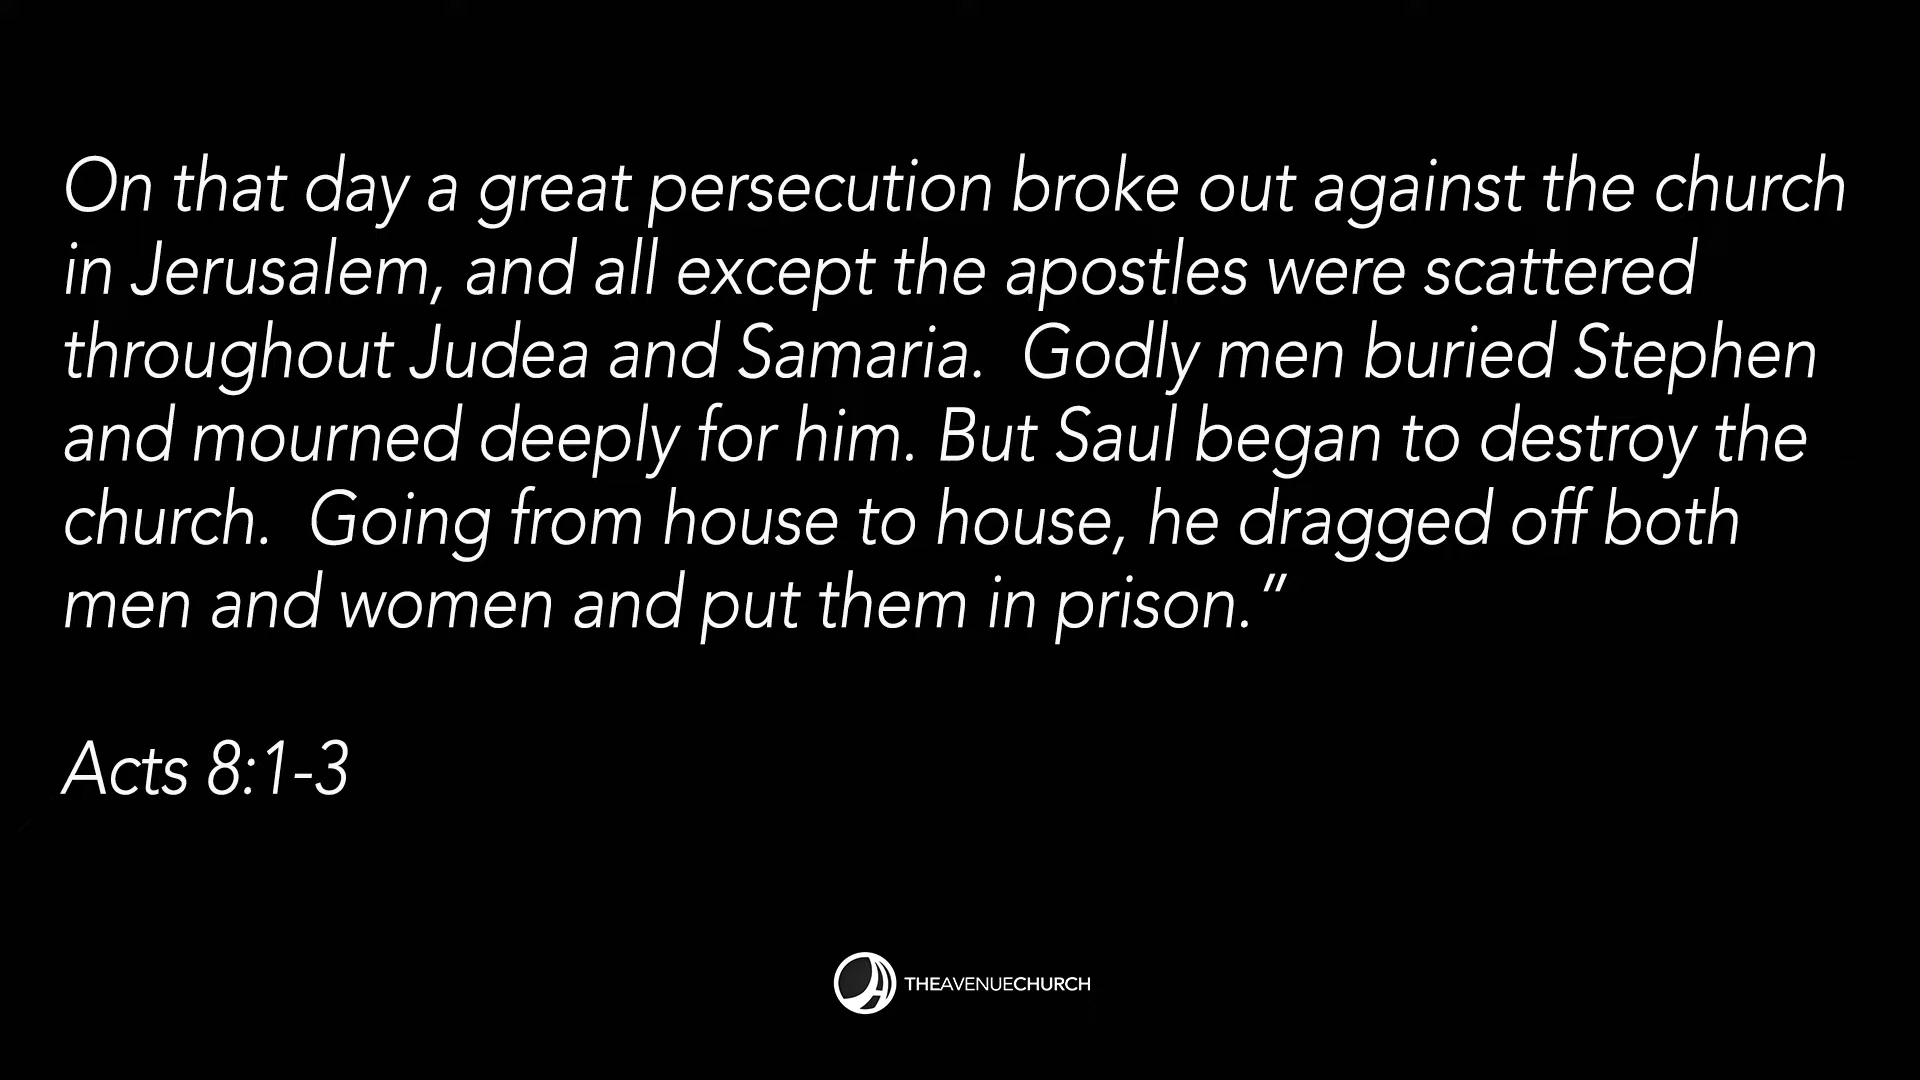 On that day a great persecution broke out against the church
in Jerusalem, and all except the apostles were scattered
throughout Judea and Samaria.  Godly men buried Stephen
and mourned deeply for him. But Saul began to destroy the
church.  Going from house to house, he dragged off both
men and women and put them in prison.”
Acts 8:1-3
THEAVENUECHURCH